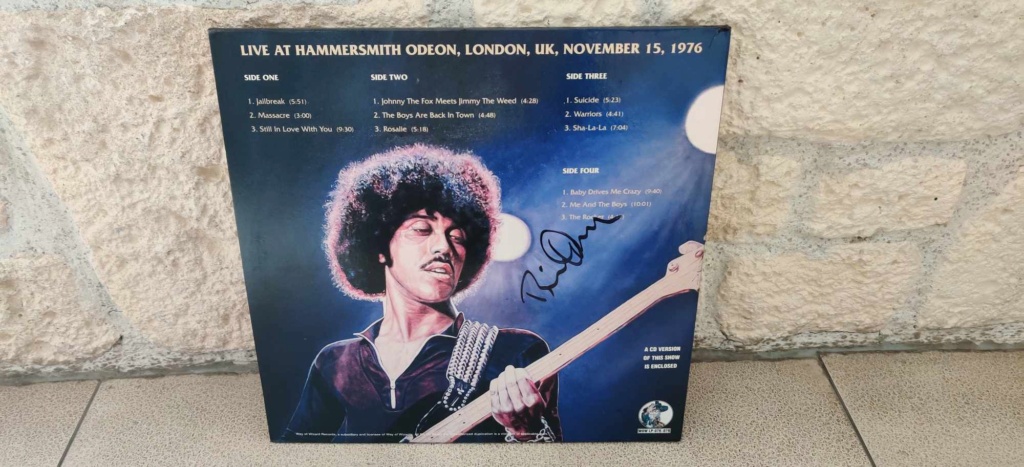 LIVE AT HAMMERSMITH ODEON, LONDON, UK, NOVEMBER 15, 1976
SIDE ONE
1. Jailbreak (5:51)
2. Massacre (3:00)
3. Still In Love With You (9:30)
SIDE TWO
1. Johnny The Fox Meets Jimmy The Weed (4:28)
2. The Boys Are Back In Town (4:48)
3. Rosalie (5:18)
SIDE THREE
1. Suicide (5:23)
2. Warriors (4:41)
3. Sha-La-La (7:04)
SIDE FOUR
1. Baby Drives Me Crazy (9:40)
2. Me And The Boys (10:01)
3. The
A CD VERSION
OF THIS SHOW
IS ENCLOSED